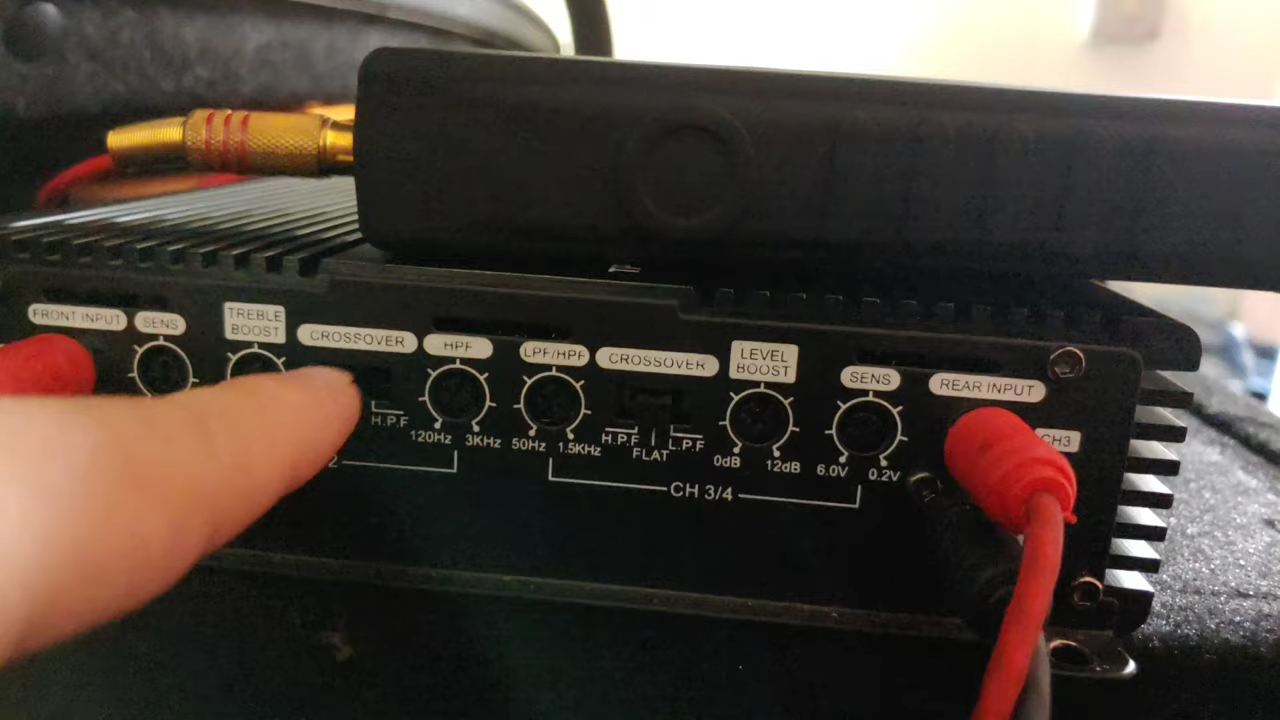 FRONT INPUT
SENS
TREBLE
BOOST
CROSSOVER
HPF
LPF/HPF
CROSSOVER
LEVEL
BOOST
SENS
REAR INPUT
H.P.F
120Hz
3KHz
50Hz
1.5KHz
H.P.F
FLAT
L.P.F
0dB
12dB
6.0V
0.2V
CH3
2
CH 3/4